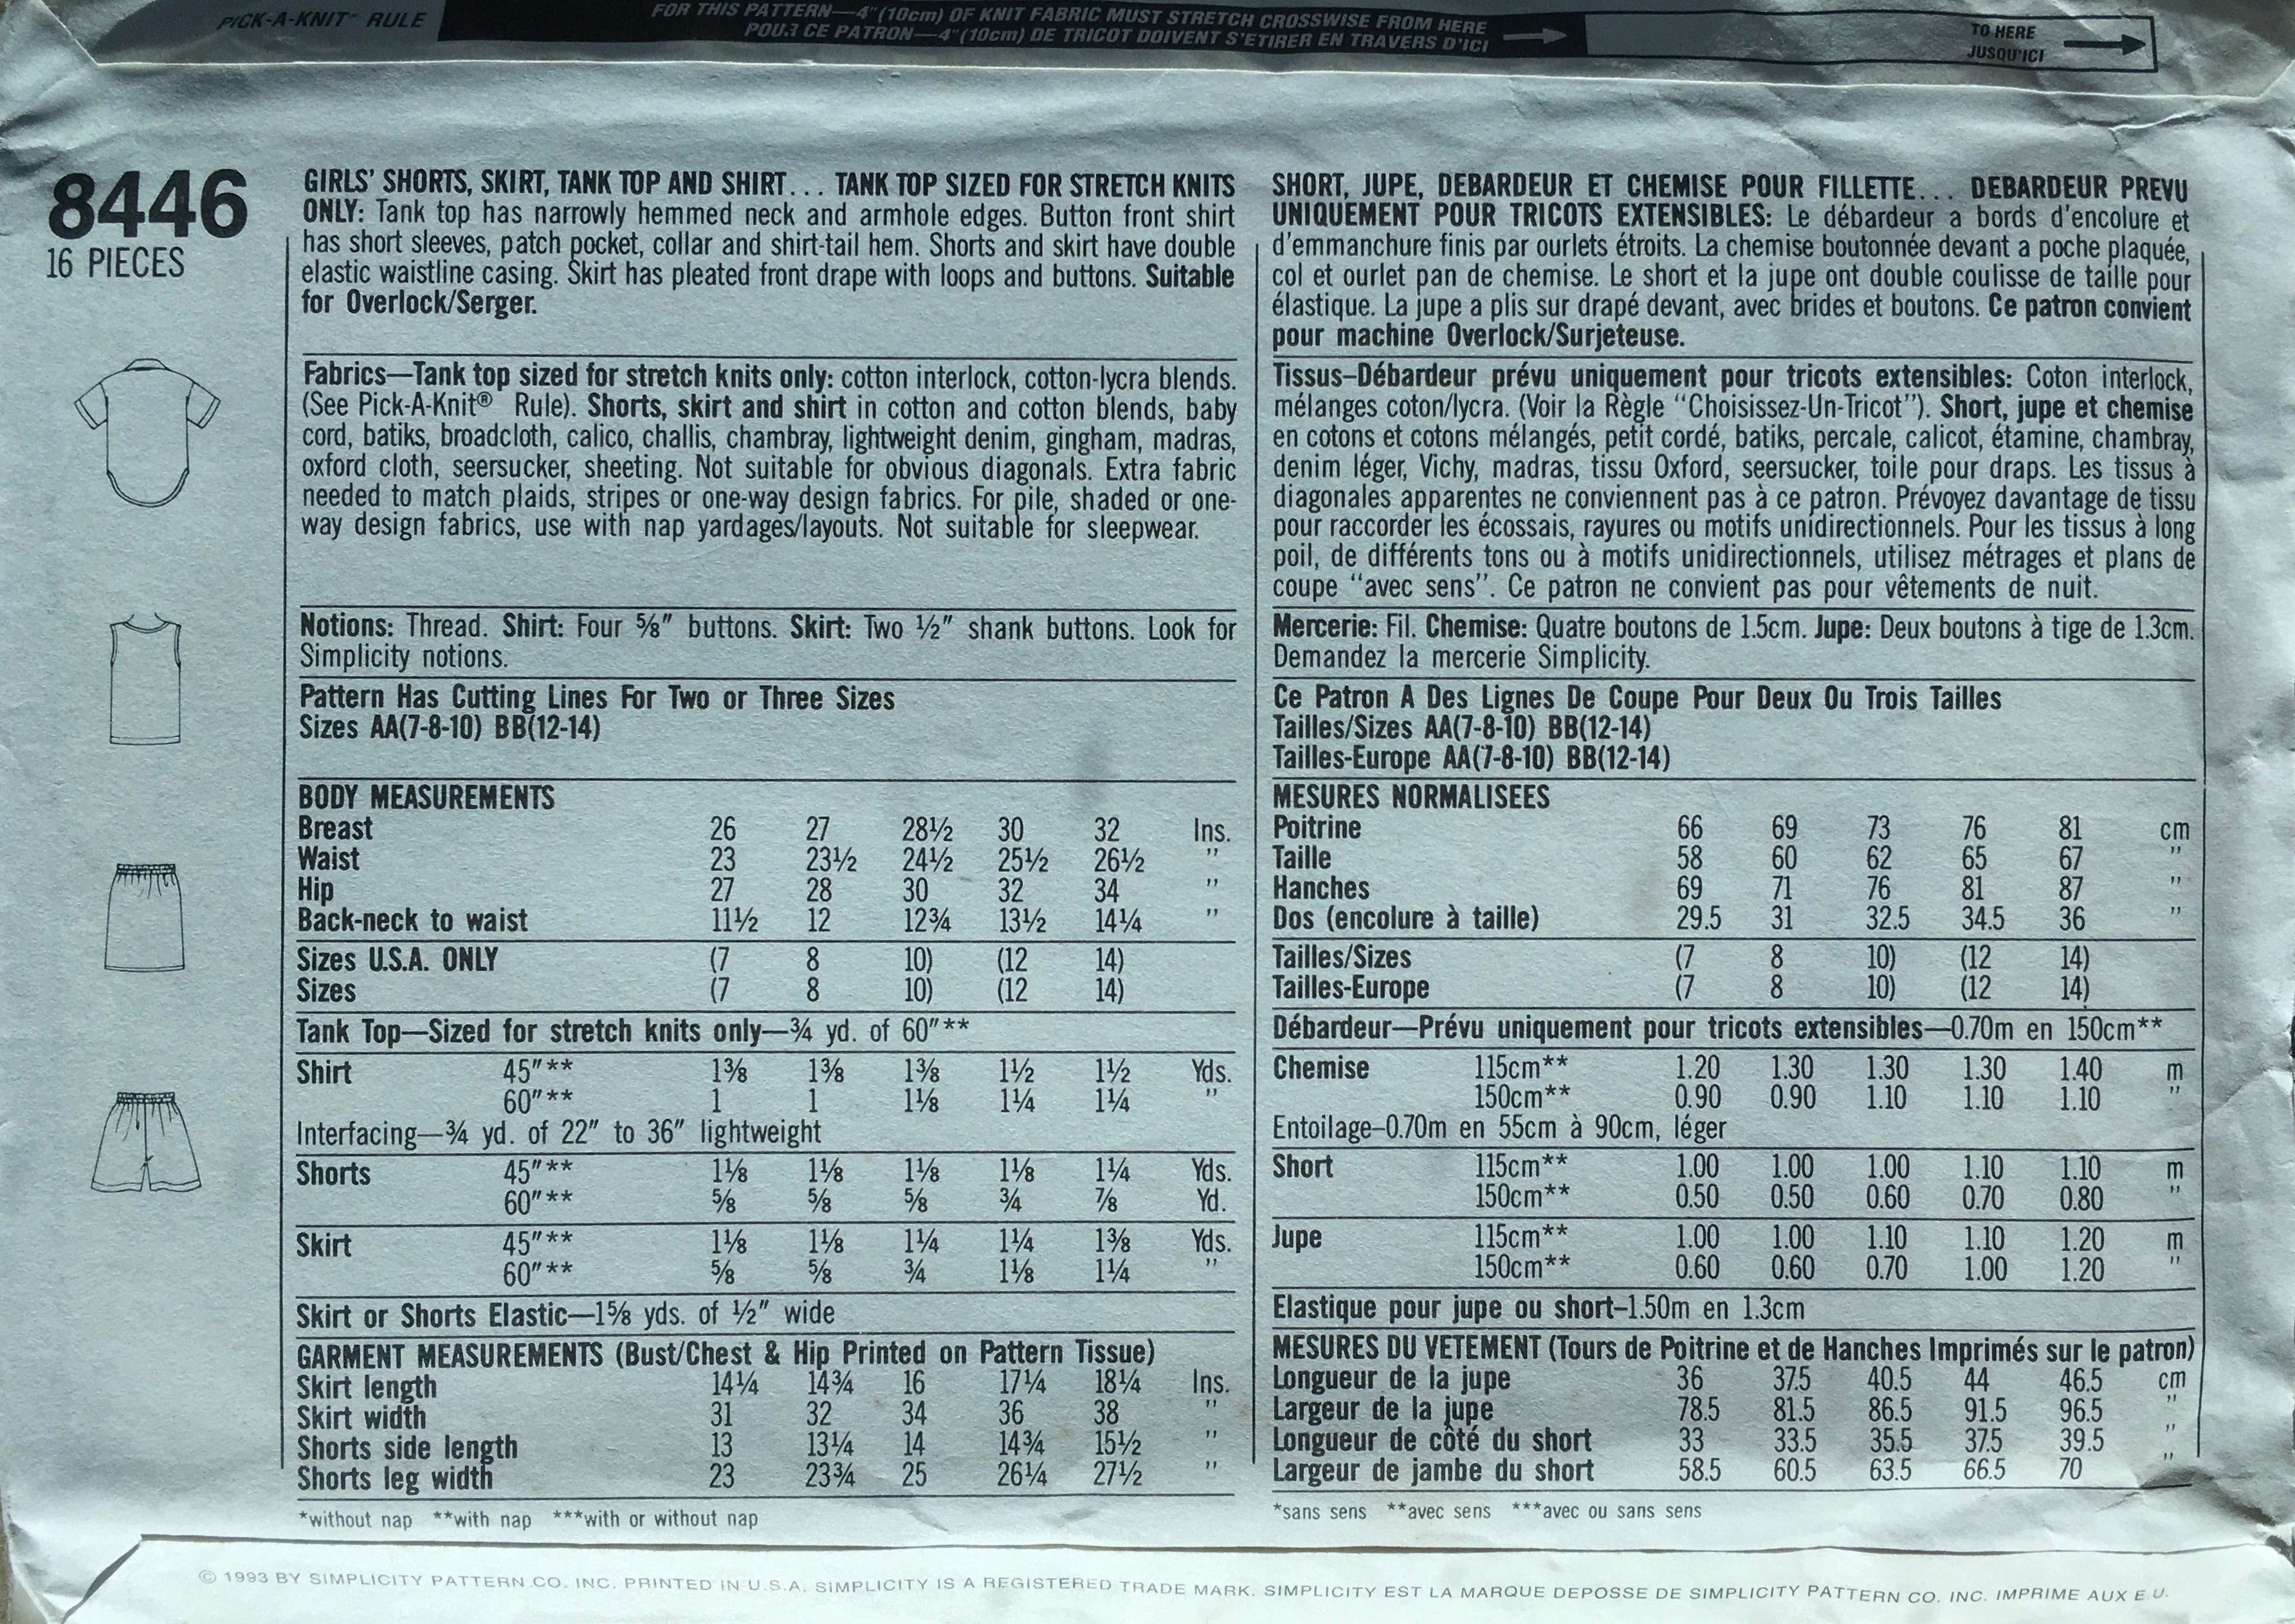 PICK-A-KNIT® RULE
FOR THIS PATTERN—4"(10cm) OF KNIT FABRIC MUST STRETCH CROSSWISE FROM HERE
POUR CE PATRON—4"(10cm) DE TRICOT DOIVENT S'ETIRER EN TRAVERS D'ICI
TO HERE
JUSQU'ICI
8446
16 PIECES
GIRLS' SHORTS, SKIRT, TANK TOP AND SHIRT... TANK TOP SIZED FOR STRETCH KNITS
ONLY: Tank top has narrowly hemmed neck and armhole edges. Button front shirt
has short sleeves, patch pocket, collar and shirt-tail hem. Shorts and skirt have double
elastic waistline casing. Skirt has pleated front drape with loops and buttons. Suitable
for Overlock/Serger.
Fabrics—Tank top sized for stretch knits only: cotton interlock, cotton-lycra blends.
(See Pick-A-Knit® Rule). Shorts, skirt and shirt in cotton and cotton blends, baby
cord, batiks, broadcloth, calico, challis, chambray, lightweight denim, gingham, madras,
oxford cloth, seersucker, sheeting. Not suitable for obvious diagonals. Extra fabric
needed to match plaids, stripes or one-way design fabrics. For pile, shaded or one-
way design fabrics, use with nap yardages/layouts. Not suitable for sleepwear.
Notions: Thread. Shirt: Four ⅝" buttons. Skirt: Two ½" shank buttons. Look for
Simplicity notions.
Pattern Has Cutting Lines For Two or Three Sizes
Sizes AA(7-8-10) BB(12-14)
BODY MEASUREMENTS
Breast 26 27 28½ 30 32 Ins.
Waist 23 23½ 24½ 25½ 26½ "
Hip 27 28 30 32 34 "
Back-neck to waist 11½ 12 12¾ 13½ 14¼ "
Sizes U.S.A. ONLY (7 8 10) (12 14)
Sizes (7 8 10) (12 14)
Tank Top—Sized for stretch knits only—¾ yd. of 60"**
Shirt 45"** 1⅜ 1⅜ 1⅜ 1½ 1½ Yds.
60"** 1 1 1⅛ 1¼ 1¼ "
Interfacing—¾ yd. of 22" to 36" lightweight
Shorts 45"** 1⅛ 1⅛ 1⅛ 1⅛ 1¼ Yds.
60"** ⅝ ⅝ ⅝ ¾ ⅞ Yd.
Skirt 45"** 1⅛ 1⅛ 1¼ 1¼ 1⅜ Yds.
60"** ⅝ ⅝ ¾ 1⅛ 1¼ "
Skirt or Shorts Elastic—1⅝ yds. of ½" wide
GARMENT MEASUREMENTS (Bust/Chest & Hip Printed on Pattern Tissue)
Skirt length 14¼ 14¾ 16 17¼ 18¼ Ins.
Skirt width 31 32 34 36 38 "
Shorts side length 13 13¼ 14 14¾ 15½ "
Shorts leg width 23 23¾ 25 26¼ 27½ "
*without nap **with nap ***with or without nap
SHORT, JUPE, DEBARDEUR ET CHEMISE POUR FILLETTE... DEBARDEUR PREVU
UNIQUEMENT POUR TRICOTS EXTENSIBLES: Le débardeur a bords d'encolure et
d'emmanchure finis par ourlets étroits. La chemise boutonnée devant a poche plaquée,
col et ourlet pan de chemise. Le short et la jupe ont double coulisse de taille pour
élastique. La jupe a plis sur drapé devant, avec brides et boutons. Ce patron convient
pour machine Overlock/Surjeteuse.
Tissus–Débardeur prévu uniquement pour tricots extensibles: Coton interlock,
mélanges coton/lycra. (Voir la Règle "Choisissez-Un-Tricot"). Short, jupe et chemise
en cotons et cotons mélangés, petit cordé, batiks, percale, calicot, étamine, chambray,
denim léger, Vichy, madras, tissu Oxford, seersucker, toile pour draps. Les tissus à
diagonales apparentes ne conviennent pas à ce patron. Prévoyez davantage de tissu
pour raccorder les écossais, rayures ou motifs unidirectionnels. Pour les tissus à long
poil, de différents tons ou à motifs unidirectionnels, utilisez métrages et plans de
coupe "avec sens". Ce patron ne convient pas pour vêtements de nuit.
Mercerie: Fil. Chemise: Quatre boutons de 1.5cm. Jupe: Deux boutons à tige de 1.3cm.
Demandez la mercerie Simplicity.
Ce Patron A Des Lignes De Coupe Pour Deux Ou Trois Tailles
Tailles/Sizes AA(7-8-10) BB(12-14)
Tailles-Europe AA(7-8-10) BB(12-14)
MESURES NORMALISEES
Poitrine 66 69 73 76 81 cm
Taille 58 60 62 65 67 "
Hanches 69 71 76 81 87 "
Dos (encolure à taille) 29.5 31 32.5 34.5 36 "
Tailles/Sizes (7 8 10) (12 14)
Tailles-Europe (7 8 10) (12 14)
Débardeur—Prévu uniquement pour tricots extensibles—0.70m en 150cm**
Chemise 115cm** 1.20 1.30 1.30 1.30 1.40 m
150cm** 0.90 0.90 1.10 1.10 1.10 "
Entoilage–0.70m en 55cm à 90cm, léger
Short 115cm** 1.00 1.00 1.00 1.10 1.10 m
150cm** 0.50 0.50 0.60 0.70 0.80 "
Jupe 115cm** 1.00 1.00 1.10 1.10 1.20 m
150cm** 0.60 0.60 0.70 1.00 1.20 "
Elastique pour jupe ou short–1.50m en 1.3cm
MESURES DU VETEMENT (Tours de Poitrine et de Hanches Imprimés sur le patron)
Longueur de la jupe 36 37.5 40.5 44 46.5 cm
Largeur de la jupe 78.5 81.5 86.5 91.5 96.5 "
Longueur de côté du short 33 33.5 35.5 37.5 39.5 "
Largeur de jambe du short 58.5 60.5 63.5 66.5 70 "
*sans sens **avec sens ***avec ou sans sens
© 1993 BY SIMPLICITY PATTERN CO. INC. PRINTED IN U.S.A. SIMPLICITY IS A REGISTERED TRADE MARK. SIMPLICITY EST LA MARQUE DEPOSSE DE SIMPLICITY PATTERN CO. INC. IMPRIME AUX E.U.